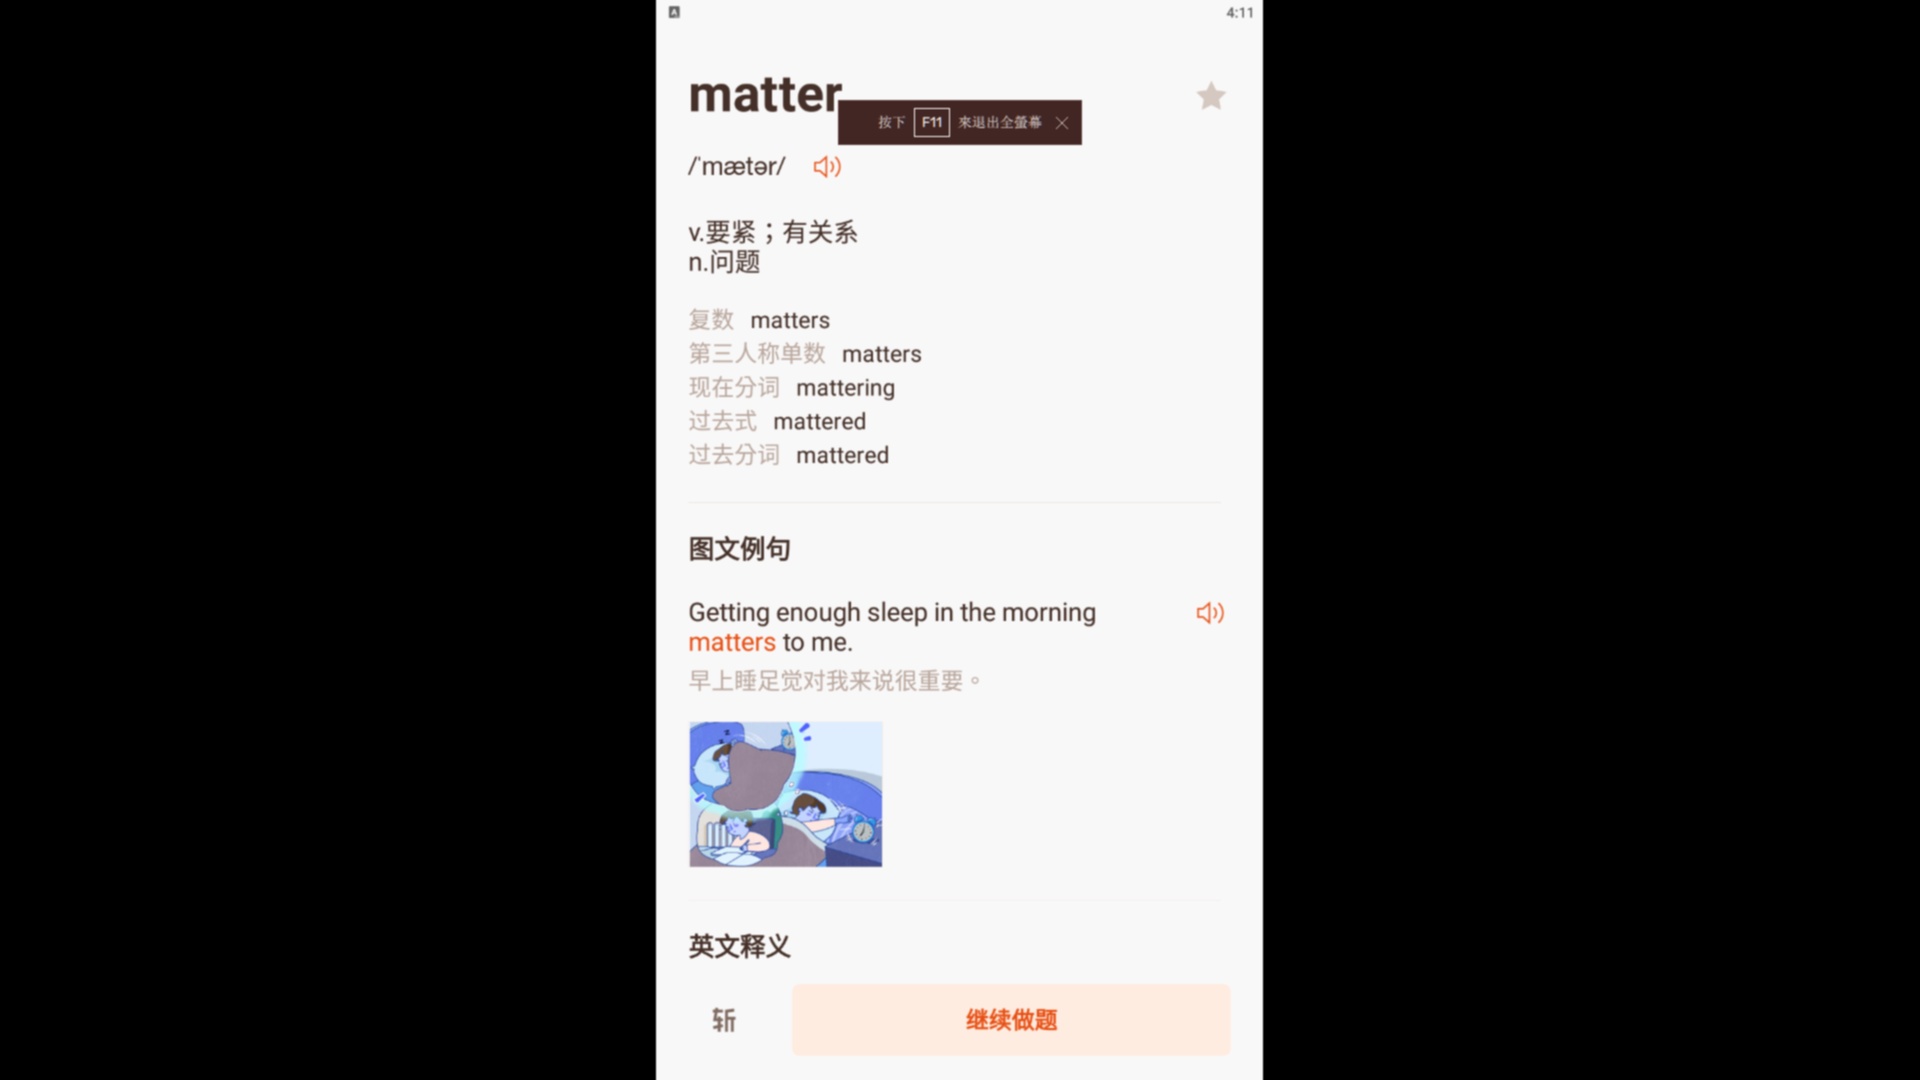 4:11
matter
按下 F11 來退出全螢幕
/ˈmætər/
v.要紧；有关系
n.问题
复数 matters
第三人称单数 matters
现在分词 mattering
过去式 mattered
过去分词 mattered
图文例句
Getting enough sleep in the morning
matters to me.
早上睡足觉对我来说很重要。
英文释义
斩
继续做题